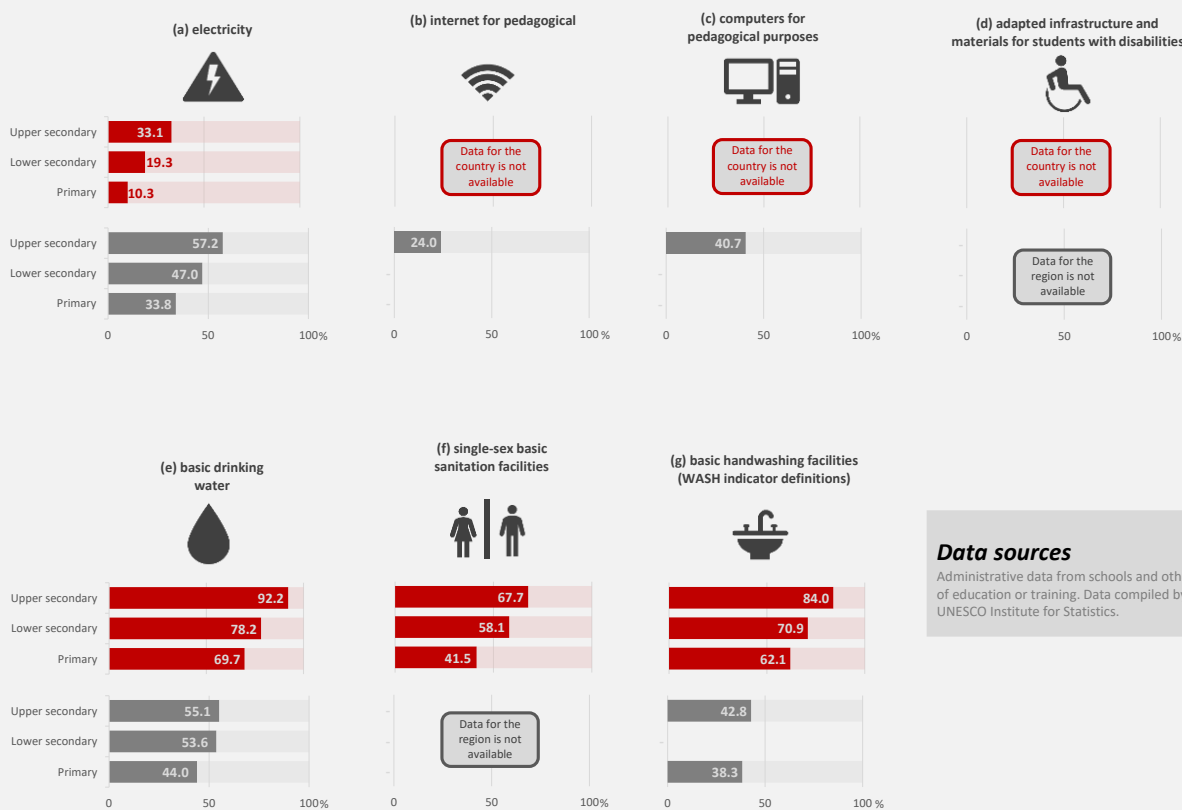 (a) electricity
(b) internet for pedagogical
(c) computers for
pedagogical purposes
(d) adapted infrastructure and
materials for students with disabilities
Upper secondary
33.1
Lower secondary
19.3
Primary
10.3
Data for the
country is not
available
Data for the
country is not
available
Data for the
country is not
available
Upper secondary
57.2
24.0
40.7
Lower secondary
47.0
Primary
33.8
Data for the
region is not
available
0 50 100%
0 50 100%
0 50 100%
0 50 100%
(e) basic drinking
water
(f) single-sex basic
sanitation facilities
(g) basic handwashing facilities
(WASH indicator definitions)
Upper secondary
92.2
67.7
84.0
Lower secondary
78.2
58.1
70.9
Primary
69.7
41.5
62.1
Upper secondary
55.1
42.8
Lower secondary
53.6
Primary
44.0
38.3
Data for the
region is not
available
0 50 100%
0 50 100 %
0 50 100 %
Data sources
Administrative data from schools and oth
of education or training. Data compiled by
UNESCO Institute for Statistics.